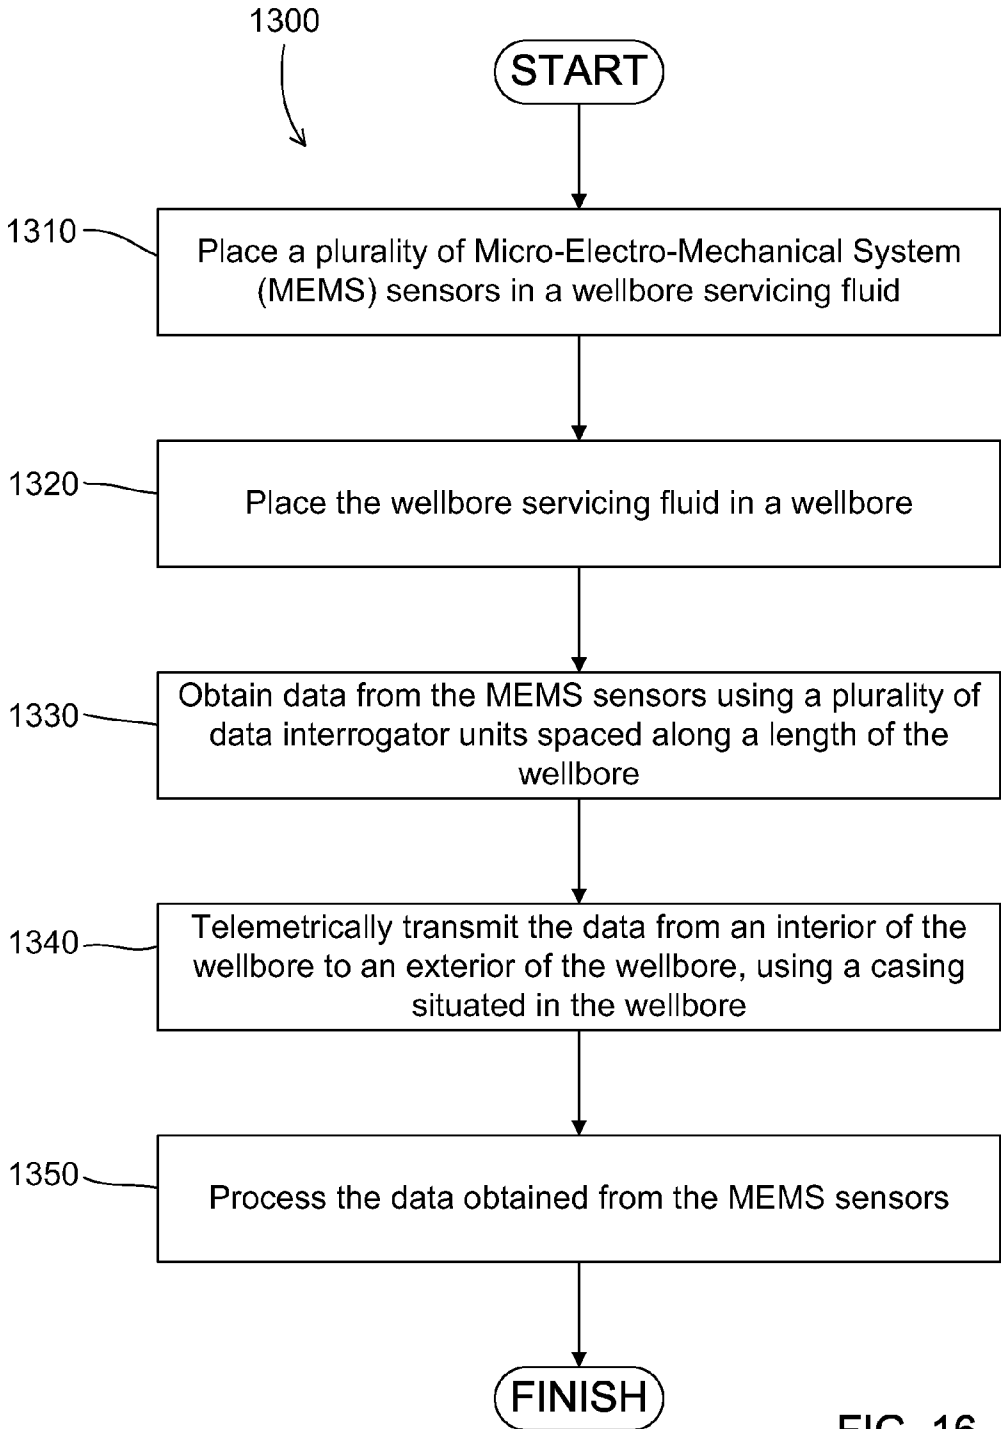 1300
START
1310
Place a plurality of Micro-Electro-Mechanical System
(MEMS) sensors in a wellbore servicing fluid
1320
Place the wellbore servicing fluid in a wellbore
1330
Obtain data from the MEMS sensors using a plurality of
data interrogator units spaced along a length of the
wellbore
1340
Telemetrically transmit the data from an interior of the
wellbore to an exterior of the wellbore, using a casing
situated in the wellbore
1350
Process the data obtained from the MEMS sensors
FINISH
FIG. 16